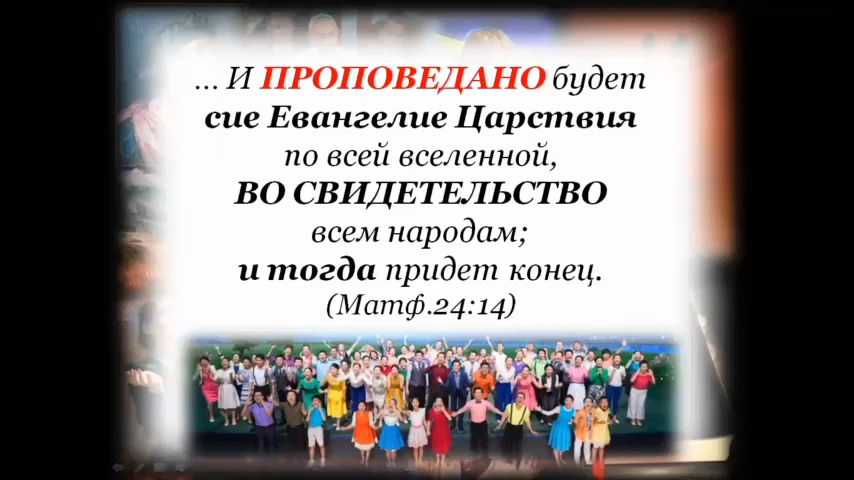 ... И ПРОПОВЕДАНО будет
сие Евангелие Царствия
по всей вселенной,
ВО СВИДЕТЕЛЬСТВО
всем народам;
и тогда придет конец.
(Матф.24:14)